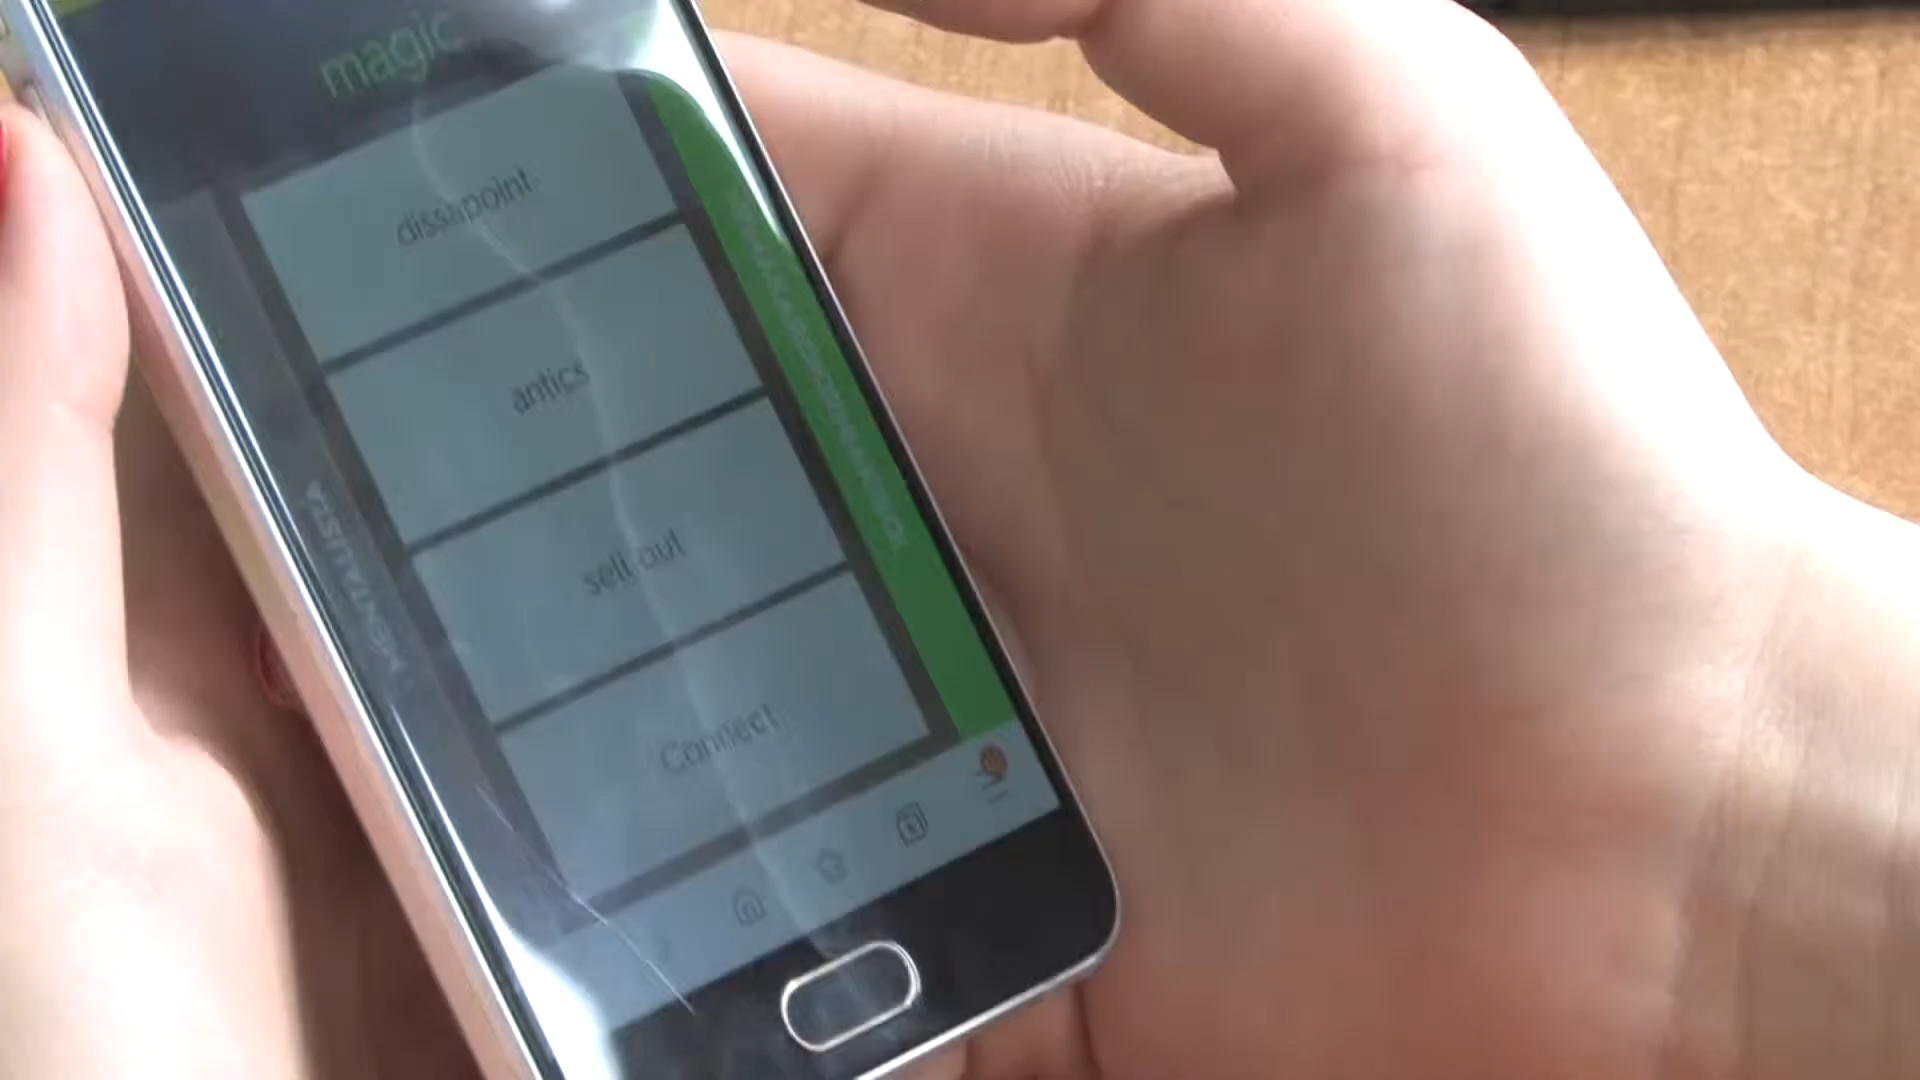 magic
dissapoint
antics
sell out
Connect